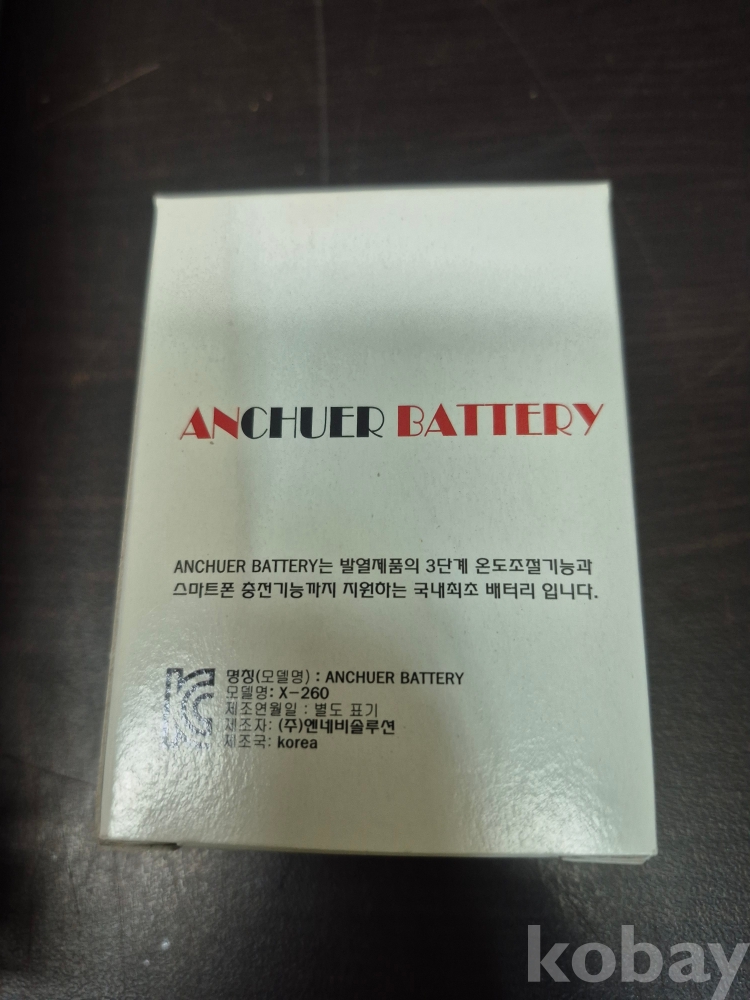 ANCHUER BATTERY
ANCHUER BATTERY는 발열제품의 3단계 온도조절기능과
스마트폰 충전기능까지 지원하는 국내최초 배터리 입니다.
명칭(모델명) : ANCHUER BATTERY
모델명: X-260
제조연월일 : 별도 표기
제조자: (주)엔네비솔루션
제조국: korea
kobay